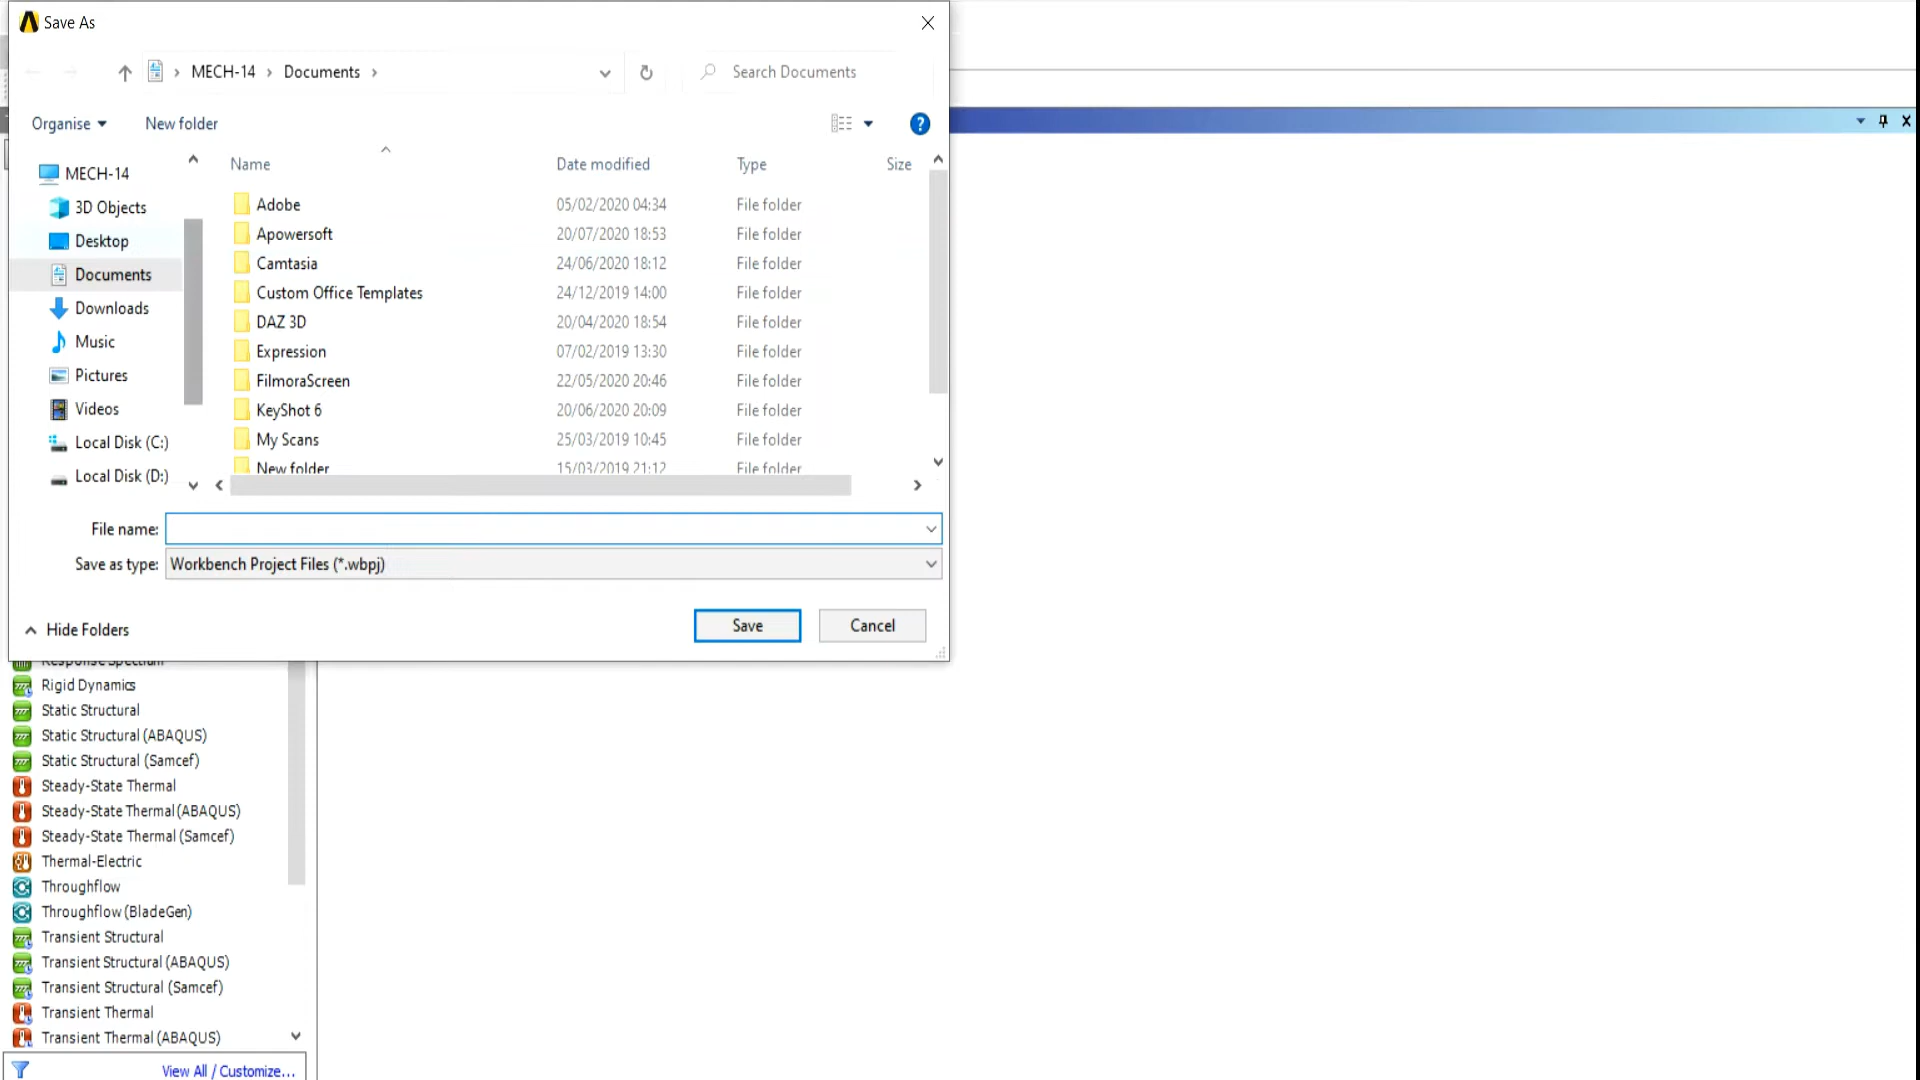 Save As
MECH-14 Documents
Search Documents
Organise New folder
?
MECH-14
3D Objects
Desktop
Documents
Downloads
Music
Pictures
Videos
Local Disk (C:)
Local Disk (D:)
Name Date modified Type Size
Adobe 05/02/2020 04:34 File folder
Apowersoft 20/07/2020 18:53 File folder
Camtasia 24/06/2020 18:12 File folder
Custom Office Templates 24/12/2019 14:00 File folder
DAZ 3D 20/04/2020 18:54 File folder
Expression 07/02/2019 13:30 File folder
FilmoraScreen 22/05/2020 20:46 File folder
KeyShot 6 20/06/2020 20:09 File folder
My Scans 25/03/2019 10:45 File folder
New folder 15/03/2019 21:12 File folder
File name:
Save as type: Workbench Project Files (*.wbpj)
Hide Folders
Save Cancel
Response Spectrum
Rigid Dynamics
Static Structural
Static Structural (ABAQUS)
Static Structural (Samcef)
Steady-State Thermal
Steady-State Thermal (ABAQUS)
Steady-State Thermal (Samcef)
Thermal-Electric
Throughflow
Throughflow (BladeGen)
Transient Structural
Transient Structural (ABAQUS)
Transient Structural (Samcef)
Transient Thermal
Transient Thermal (ABAQUS)
View All / Customize...